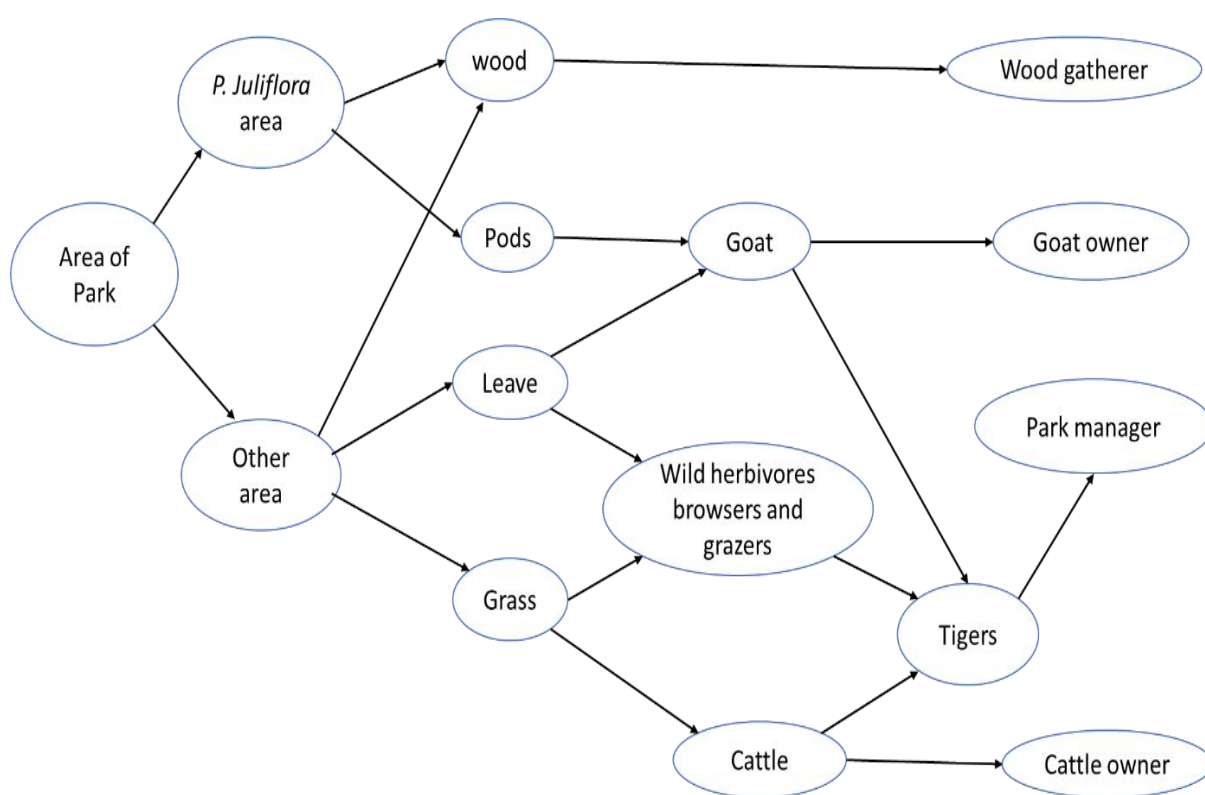 P. Juliflora
area
wood
Wood gatherer
Area of
Park
Pods
Goat
Goat owner
Leave
Park manager
Other
area
Wild herbivores
browsers and
grazers
Grass
Tigers
Cattle
Cattle owner